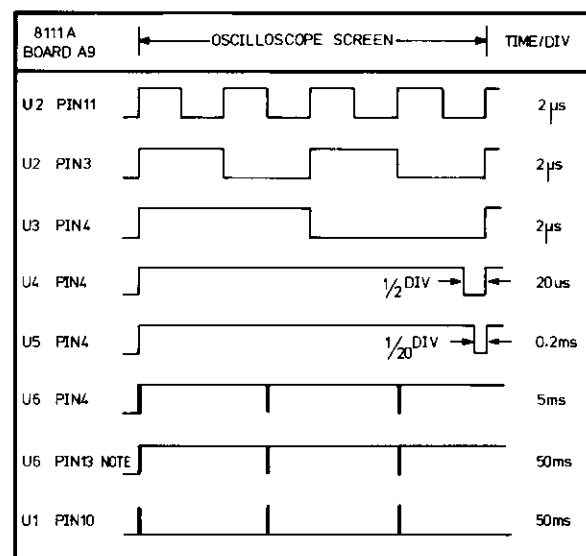 8111A
BOARD A9
OSCILLOSCOPE SCREEN
TIME/DIV
U2 PIN11
2µs
U2 PIN3
2µs
U3 PIN4
2µs
U4 PIN4
1/2 DIV
20us
U5 PIN4
1/20 DIV
0.2ms
U6 PIN4
5ms
U6 PIN13 NOTE
50ms
U1 PIN10
50ms